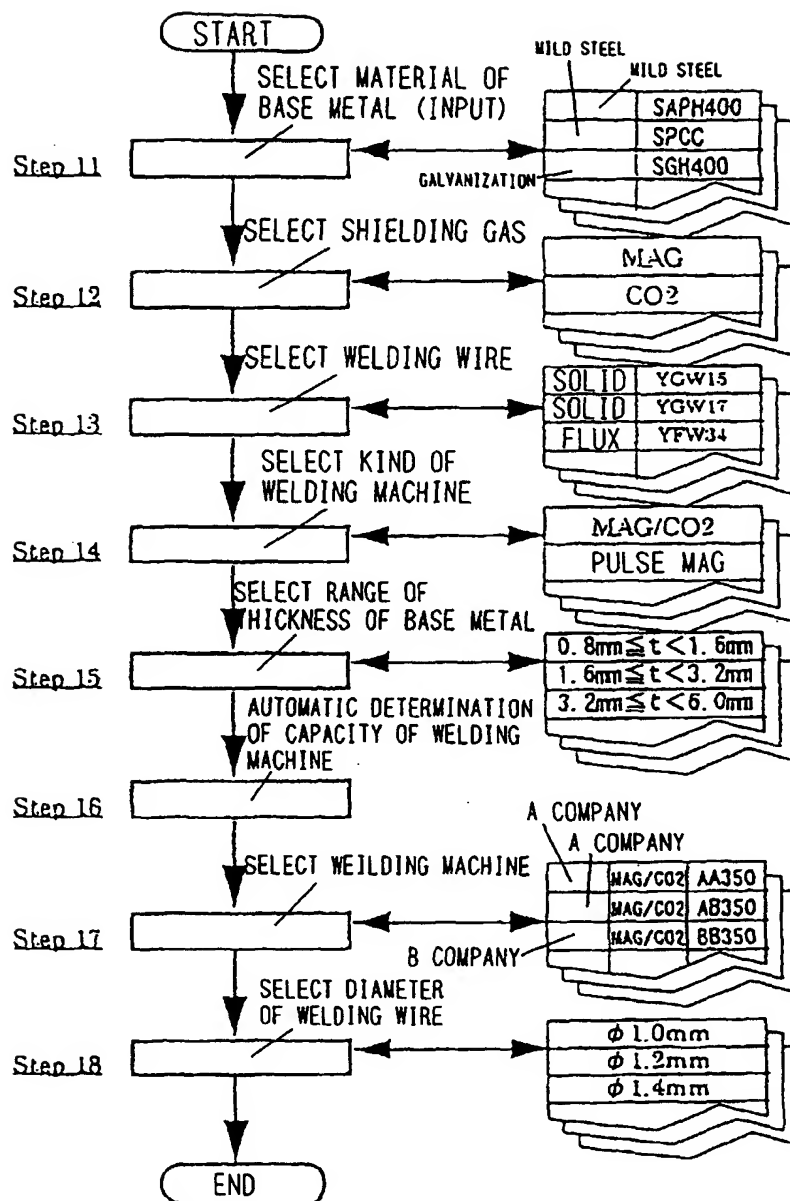 START
SELECT MATERIAL OF
BASE METAL (INPUT)
MILD STEEL
MILD STEEL
Step 11
SAPH400
SPCC
SGH400
GALVANIZATION
SELECT SHIELDING GAS
Step 12
MAG
CO2
SELECT WELDING WIRE
Step 13
SOLID YGW15
SOLID YGW17
FLUX YFW34
SELECT KIND OF
WELDING MACHINE
Step 14
MAG/CO2
PULSE MAG
SELECT RANGE OF
THICKNESS OF BASE METAL
Step 15
0.8mm≦t<1.6mm
1.6mm≦t<3.2mm
3.2mm≦t<6.0mm
AUTOMATIC DETERMINATION
OF CAPACITY OF WELDING
MACHINE
Step 16
A COMPANY
A COMPANY
SELECT WEILDING MACHINE
Step 17
MAG/CO2 AA350
MAG/CO2 AB350
MAG/CO2 BB350
B COMPANY
SELECT DIAMETER
OF WELDING WIRE
Step 18
ϕ1.0mm
ϕ1.2mm
ϕ1.4mm
END